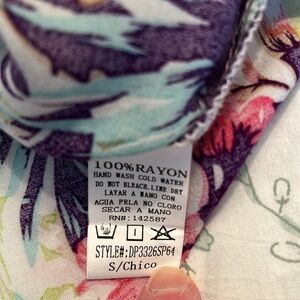 100%RAYON
HAND WASH COLD WATER
DO NOT BLEACH.LINE DRY
LAVAR A MANO CON
AGUA FRIA NO CLORO
SECAR A MANO
RN#: 142587
STYLE#:DP3326SP64
S/Chico